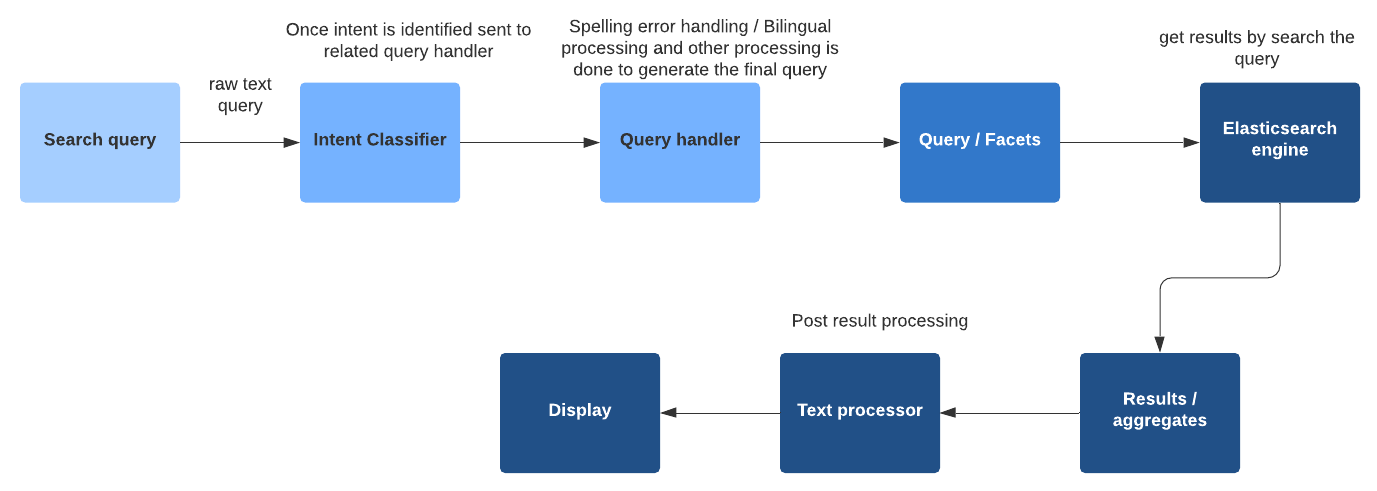 Once intent is identified sent to
related query handler
Spelling error handling / Bilingual
processing and other processing is
done to generate the final query
get results by search the
query
raw text
query
Search query
Intent Classifier
Query handler
Query / Facets
Elasticsearch
engine
Post result processing
Display
Text processor
Results /
aggregates